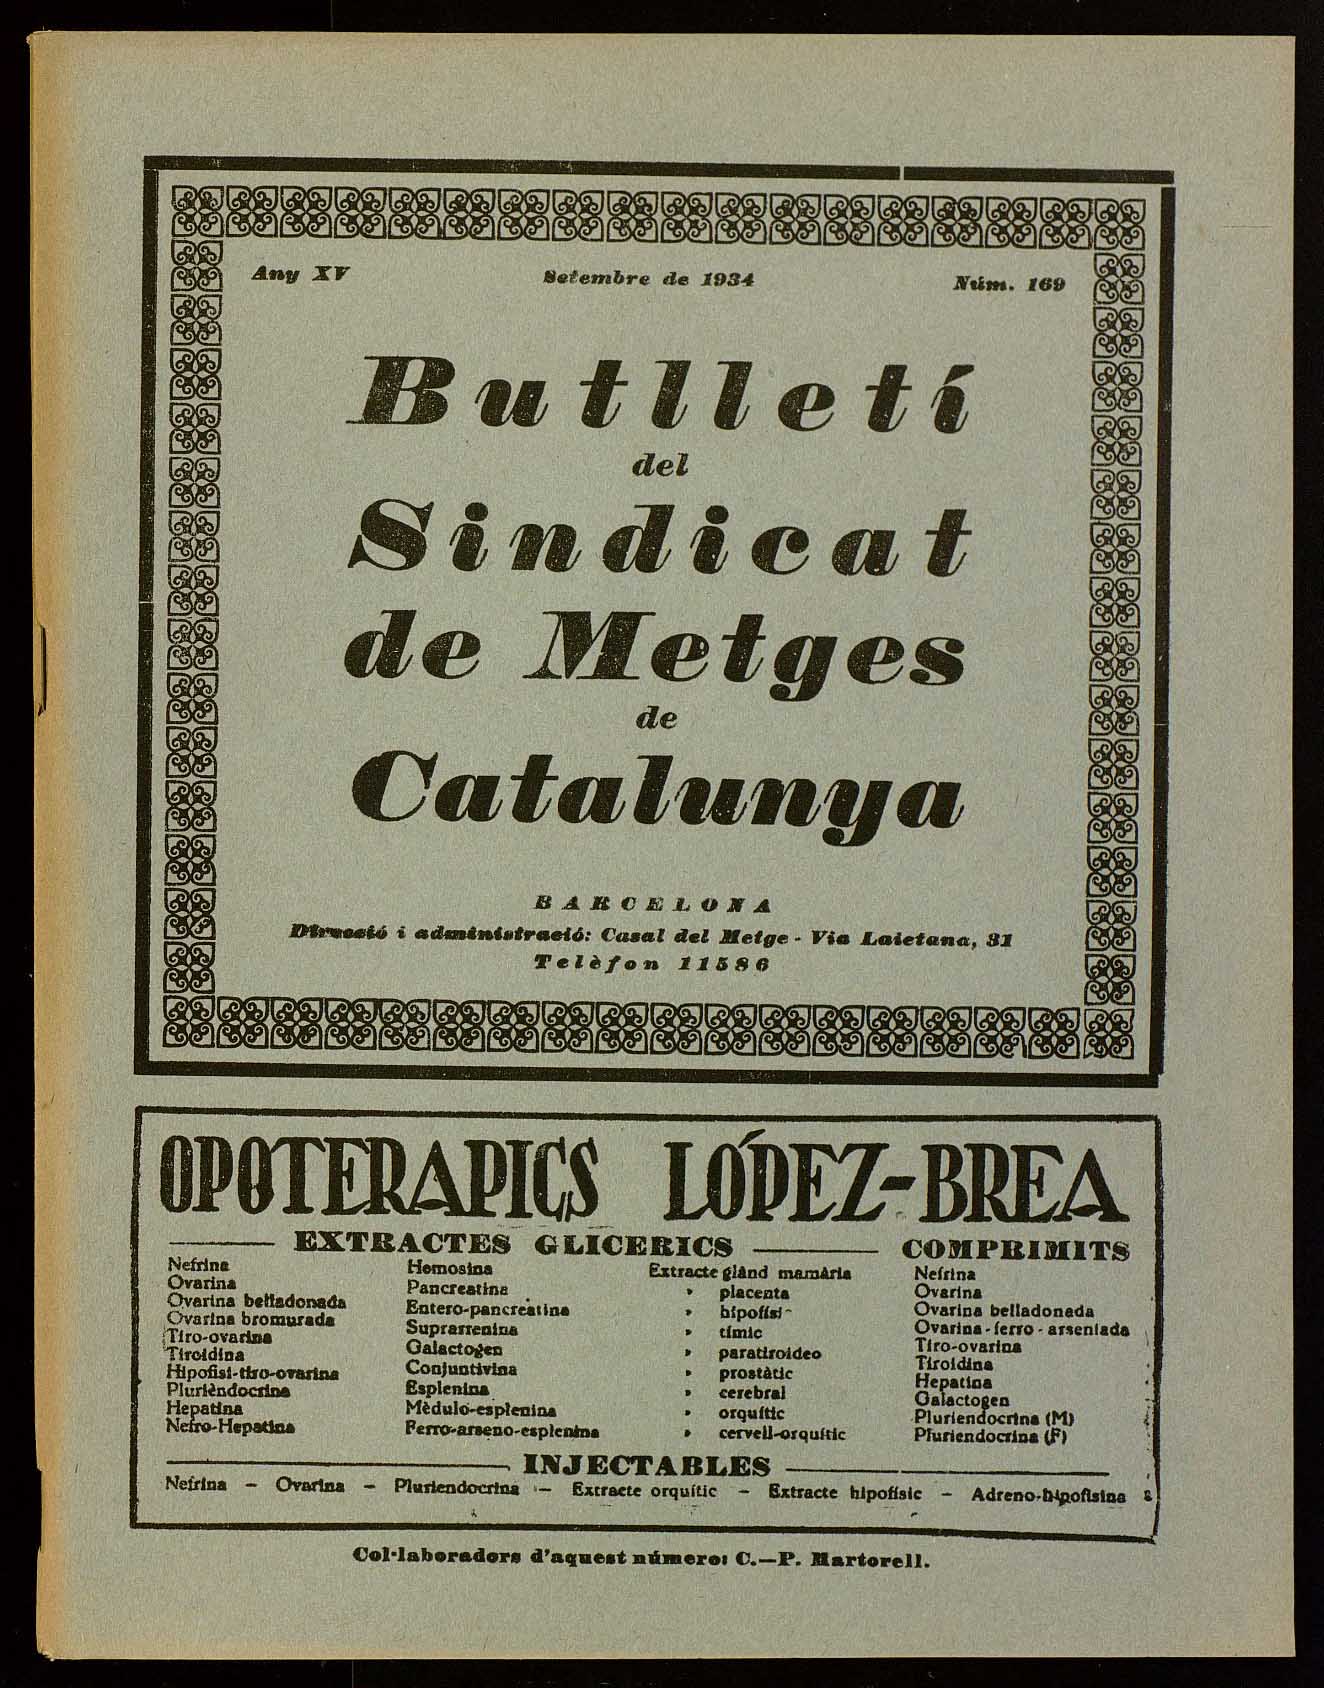 Any XV Setembre de 1934 Núm. 169
Butlletí
del
Sindicat
de Metges
de
Catalunya
BARCELONA
Direcció i administració: Casal del Metge - Via Laietana, 31
Telèfon 11586
OPOTERAPICS LÓPEZ-BREA
EXTRACTES GLICERICS
Nefrina
Ovarina
Ovarina belladonada
Ovarina bromurada
Tiro-ovarina
Tiroidina
Hipofisi-tiro-ovarina
Plurièndocrina
Hepatina
Nefro-Hepatina
Hemosina
Pancreatina
Entero-pancreàtina
Suprarrenina
Galactogen
Conjuntivina
Esplenina
Mèdulo-esplenina
Ferro-arseno-esplenina
Extracte glànd mamària
» placenta
» hipofisi
» tímic
» paratiroideo
» prostàtic
» cerebral
» orquític
» cervell-orquític
COMPRIMITS
Nefrina
Ovarina
Ovarina belladonada
Ovarina-ferro-arseniada
Tiro-ovarina
Tiroidina
Hepatina
Galactogen
Pluriendocrina (M)
Pluriendocrina (F)
INJECTABLES
Nefrina - Ovarina - Pluriendocrina - Extracte orquític - Extracte hipofísic - Adreno-hipofisina
Col·laboradors d'aquest número: C.—P. Martorell.